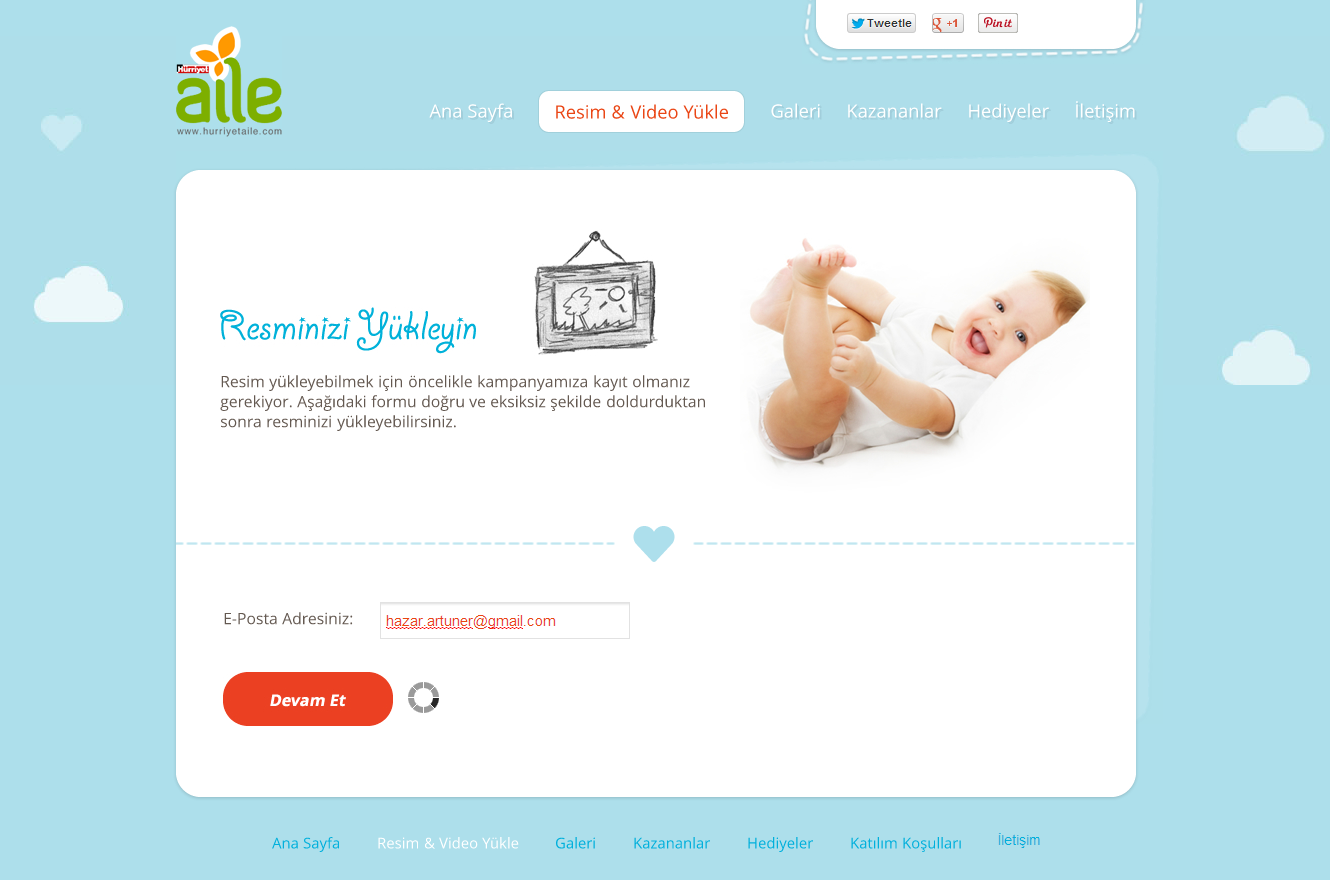 Tweetle
g +1
Pinit
Hürriyet
aile
www.hurriyetaile.com
Ana Sayfa
Resim & Video Yükle
Galeri
Kazananlar
Hediyeler
İletişim
Resminizi Yükleyin
Resim yükleyebilmek için öncelikle kampanyamıza kayıt olmanız
gerekiyor. Aşağıdaki formu doğru ve eksiksiz şekilde doldurduktan
sonra resminizi yükleyebilirsiniz.
E-Posta Adresiniz:
hazar.artuner@gmail.com
Devam Et
Ana Sayfa
Resim & Video Yükle
Galeri
Kazananlar
Hediyeler
Katılım Koşulları
İletişim